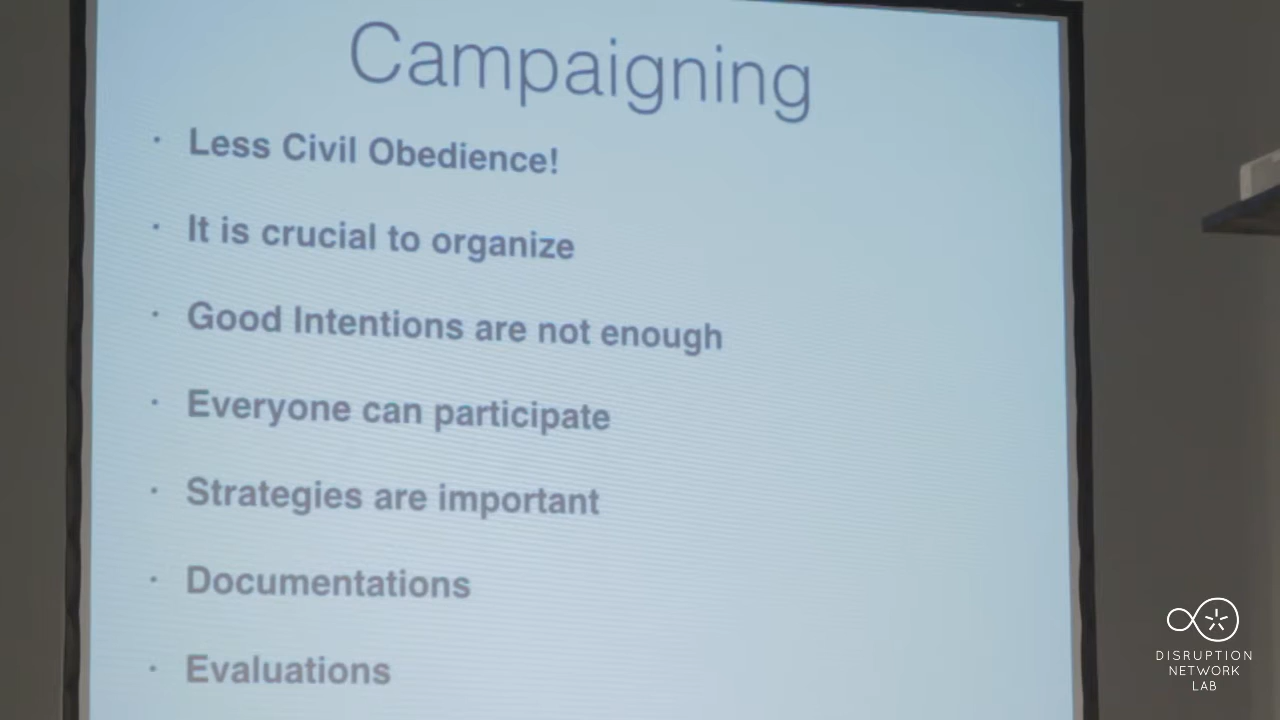 Campaigning
· Less Civil Obedience!
· It is crucial to organize
· Good Intentions are not enough
· Everyone can participate
· Strategies are important
· Documentations
· Evaluations
DISRUPTION
NETWORK
LAB